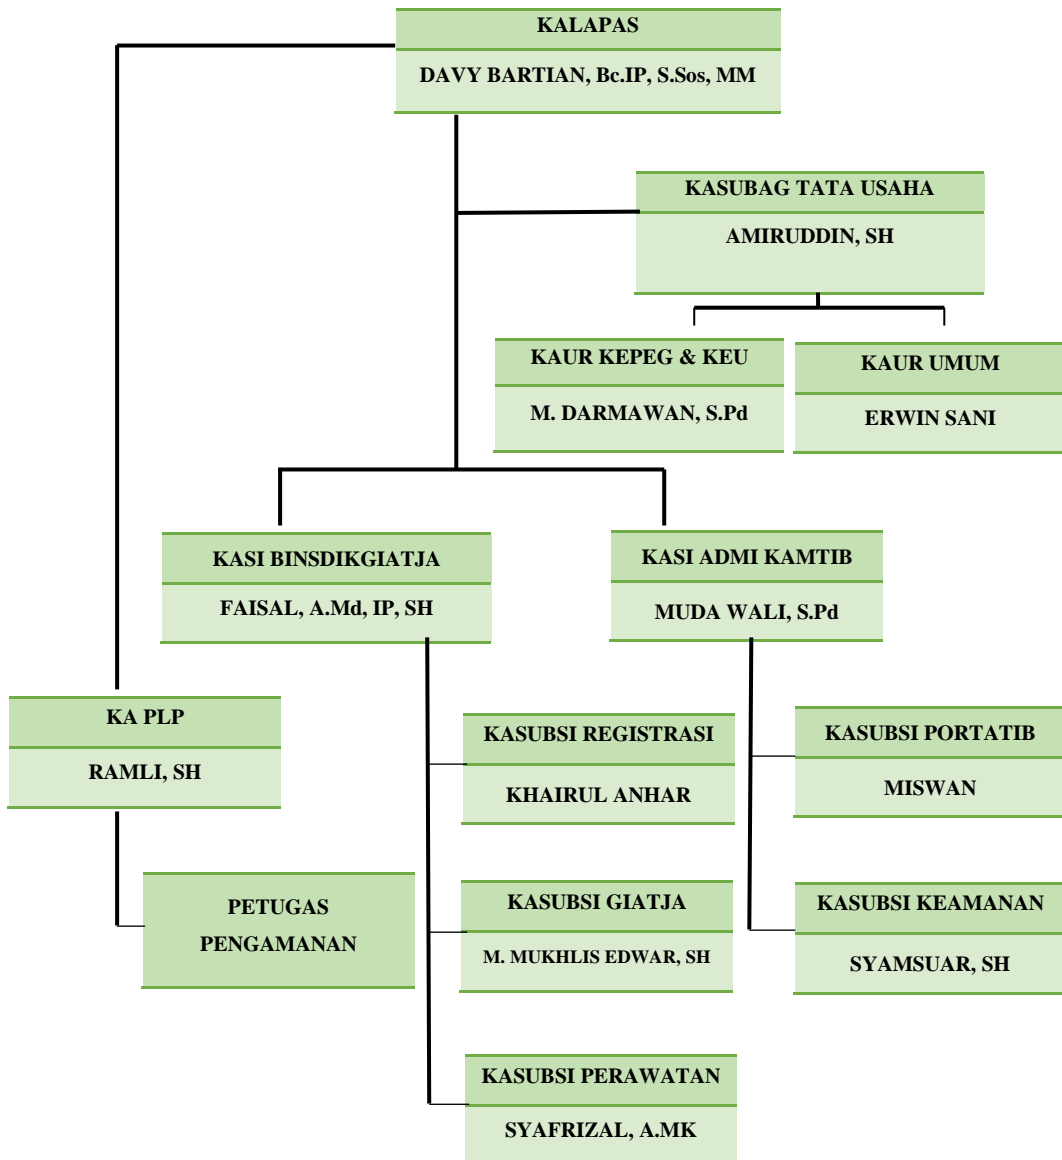 KALAPAS
DAVY BARTIAN, Bc.IP, S.Sos, MM
KASUBAG TATA USAHA
AMIRUDDIN, SH
KAUR KEPEG & KEU
M. DARMAWAN, S.Pd
KAUR UMUM
ERWIN SANI
KASI BINSDIKGIATJA
FAISAL, A.Md, IP, SH
KASI ADMI KAMTIB
MUDA WALI, S.Pd
KA PLP
RAMLI, SH
PETUGAS
PENGAMANAN
KASUBSI REGISTRASI
KHAIRUL ANHAR
KASUBSI GIATJA
M. MUKHLIS EDWAR, SH
KASUBSI PERAWATAN
SYAFRIZAL, A.MK
KASUBSI PORTATIB
MISWAN
KASUBSI KEAMANAN
SYAMSUAR, SH